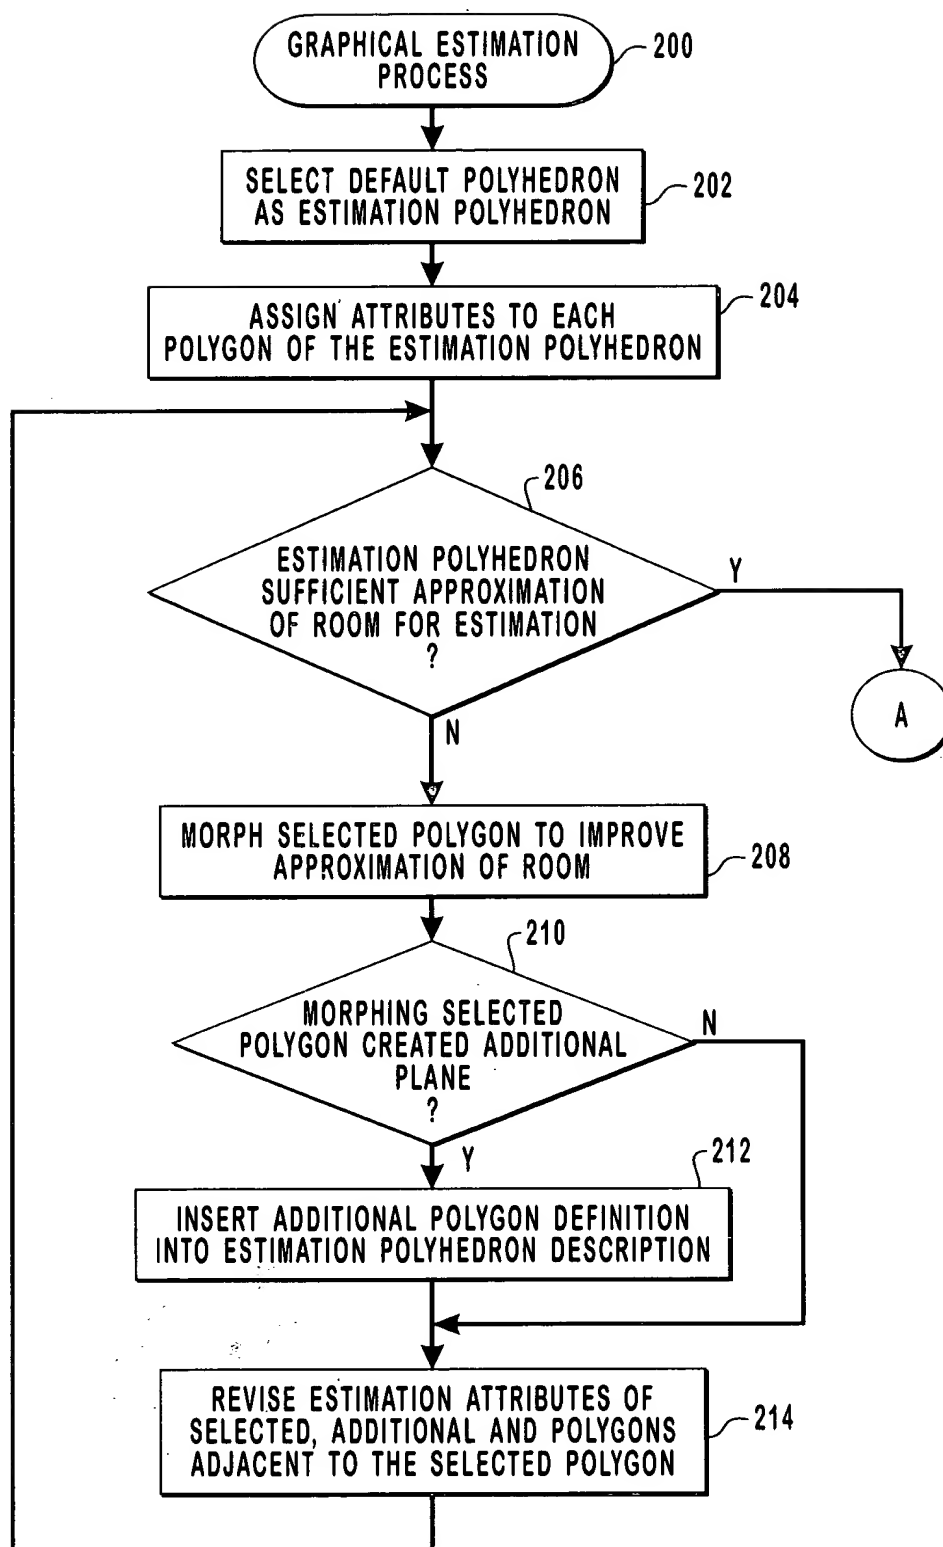 GRAPHICAL ESTIMATION
PROCESS
200
SELECT DEFAULT POLYHEDRON
AS ESTIMATION POLYHEDRON
202
ASSIGN ATTRIBUTES TO EACH
POLYGON OF THE ESTIMATION POLYHEDRON
204
206
ESTIMATION POLYHEDRON
SUFFICIENT APPROXIMATION
OF ROOM FOR ESTIMATION
?
Y
A
N
MORPH SELECTED POLYGON TO IMPROVE
APPROXIMATION OF ROOM
208
210
MORPHING SELECTED
POLYGON CREATED ADDITIONAL
PLANE
?
N
Y
212
INSERT ADDITIONAL POLYGON DEFINITION
INTO ESTIMATION POLYHEDRON DESCRIPTION
REVISE ESTIMATION ATTRIBUTES OF
SELECTED, ADDITIONAL AND POLYGONS
ADJACENT TO THE SELECTED POLYGON
214